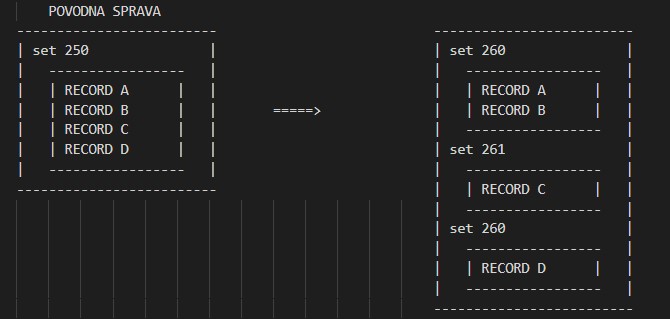 POVODNA SPRAVA
------------------------- -------------------------
| set 250 | | set 260 |
| ----------------- | | ----------------- |
| | RECORD A | | | | RECORD A | |
| | RECORD B | | =====> | | RECORD B | |
| | RECORD C | | | ----------------- |
| | RECORD D | | | set 261 |
| ----------------- | | ----------------- |
------------------------- | | RECORD C | |
| ----------------- |
| set 260 |
| ----------------- |
| | RECORD D | |
| ----------------- |
-------------------------